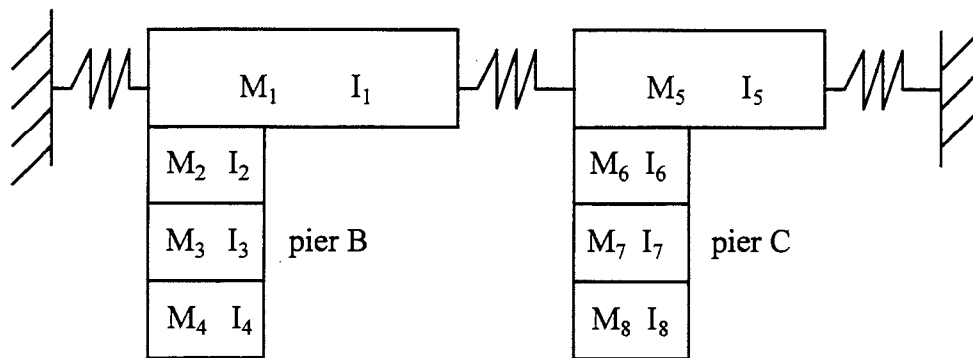 M₁ I₁ M₅ I₅
M₂ I₂ M₆ I₆
M₃ I₃ pier B M₇ I₇ pier C
M₄ I₄ M₈ I₈